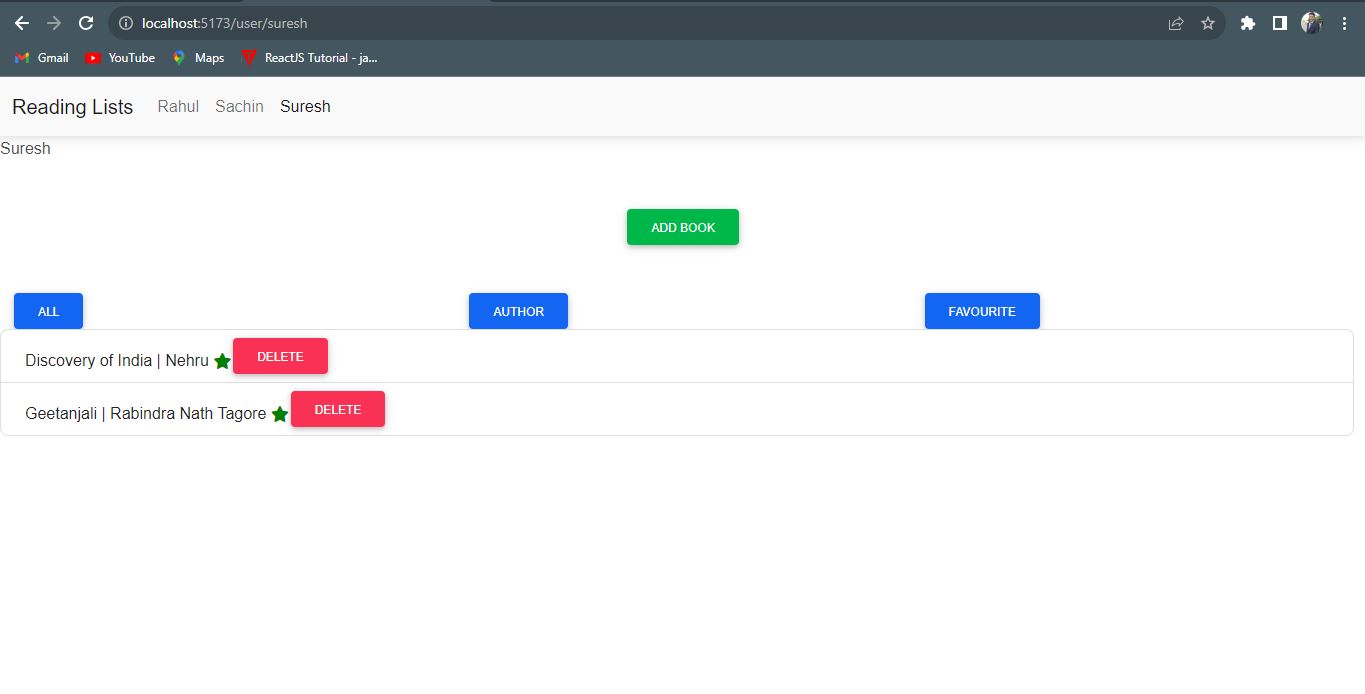 localhost:5173/user/suresh
Gmail YouTube Maps ReactJS Tutorial - ja...
Reading Lists Rahul Sachin Suresh
Suresh
ADD BOOK
ALL AUTHOR FAVOURITE
Discovery of India | Nehru DELETE
Geetanjali | Rabindra Nath Tagore DELETE